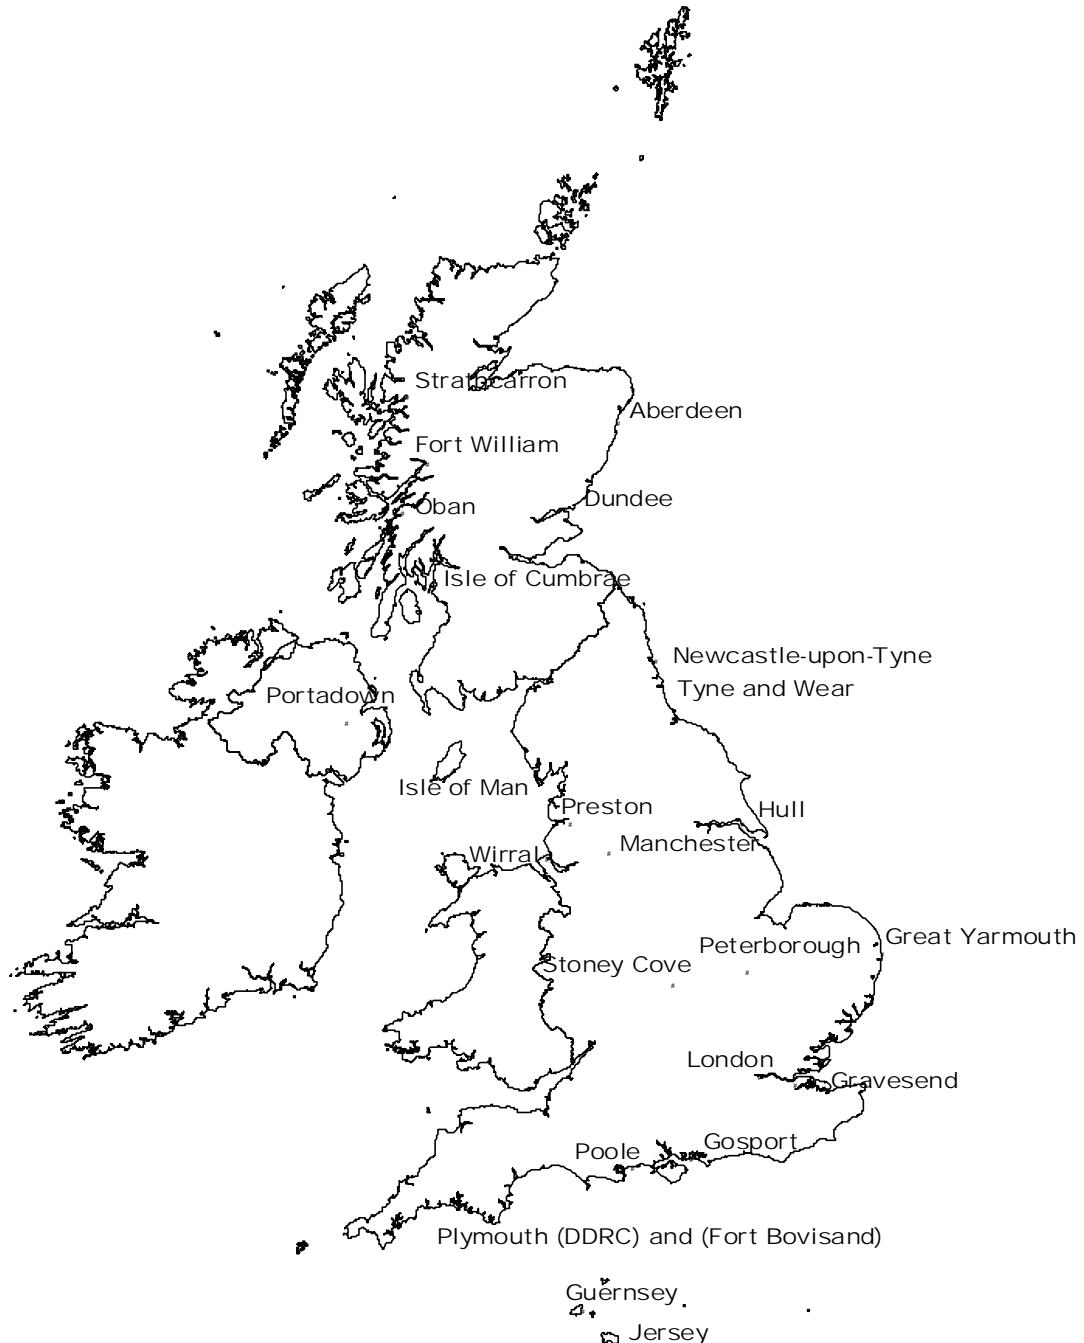 Strathcarron
Aberdeen
Fort William
Dundee
Oban
Isle of Cumbrae
Newcastle-upon-Tyne
Tyne and Wear
Portadown
Isle of Man
Preston
Hull
Manchester
Wirral
Great Yarmouth
Peterborough
Stoney Cove
London
Gravesend
Gosport
Poole
Plymouth (DDRC) and (Fort Bovisand)
Guernsey
Jersey